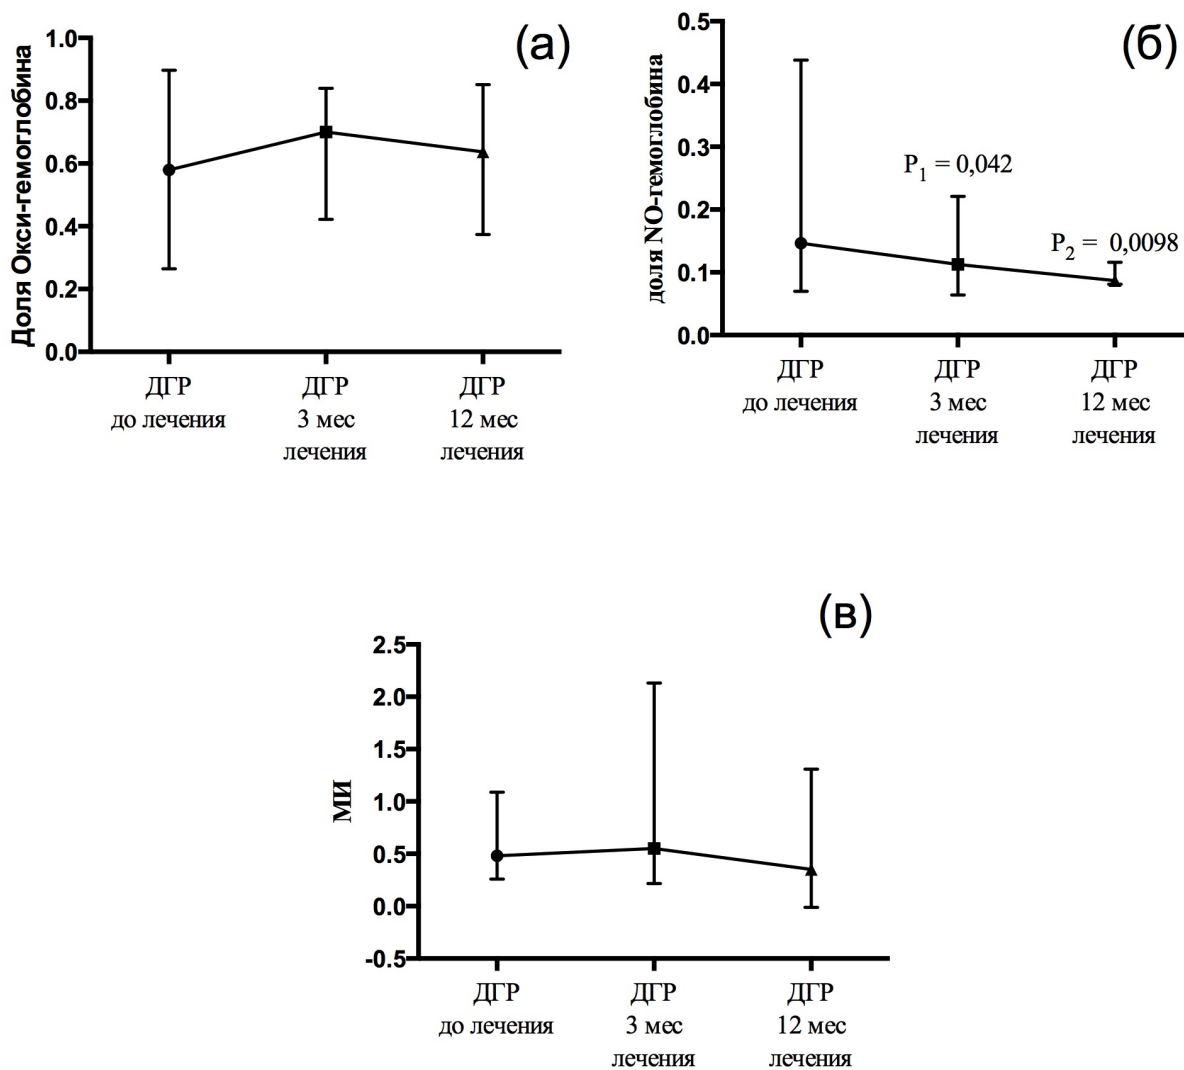 (а)
Доля Окси-гемоглобина
1.0
0.8
0.6
0.4
0.2
0.0
ДГР
до лечения
ДГР
3 мес
лечения
ДГР
12 мес
лечения
(б)
доля NO-гемоглобина
0.5
0.4
0.3
0.2
0.1
0.0
P1 = 0,042
P2 = 0,0098
ДГР
до лечения
ДГР
3 мес
лечения
ДГР
12 мес
лечения
(в)
МИ
2.5
2.0
1.5
1.0
0.5
0.0
-0.5
ДГР
до лечения
ДГР
3 мес
лечения
ДГР
12 мес
лечения